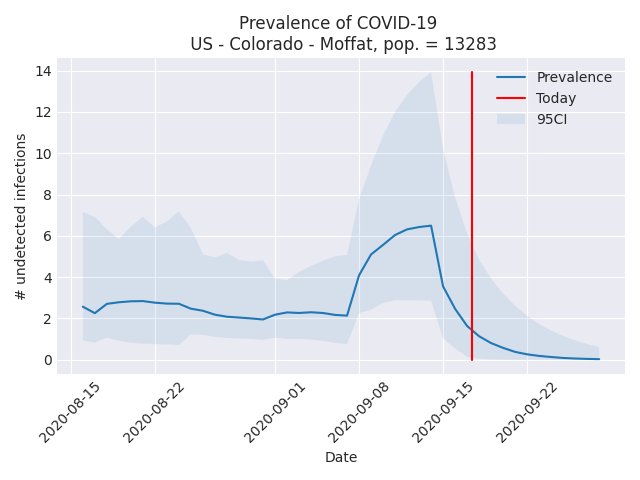 Prevalence of COVID-19
US - Colorado - Moffat, pop. = 13283
14
12
10
8
6
4
2
0
# undetected infections
Prevalence
Today
95CI
2020-08-15
2020-08-22
2020-09-01
2020-09-08
2020-09-15
2020-09-22
Date